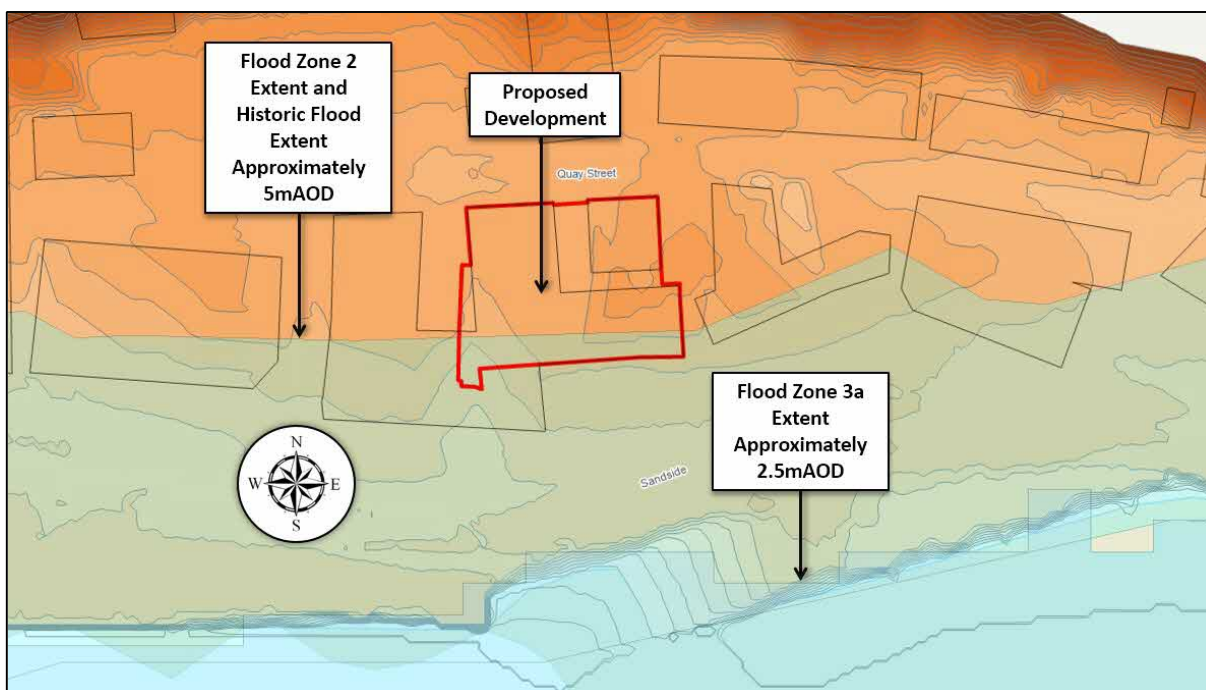 Flood Zone 2
Extent and
Historic Flood
Extent
Approximately
5mAOD
Proposed
Development
Quay Street
Flood Zone 3a
Extent
Approximately
2.5mAOD
Sandside
N
W
E
S